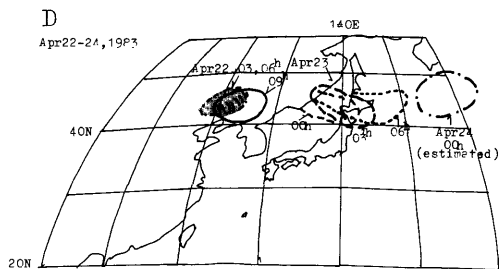 D
140E
Apr22-24,1983
Apr22,03,06h
Apr23
09h
00h
03h
06h
40N
Apr24
00h
(estimated)
20N